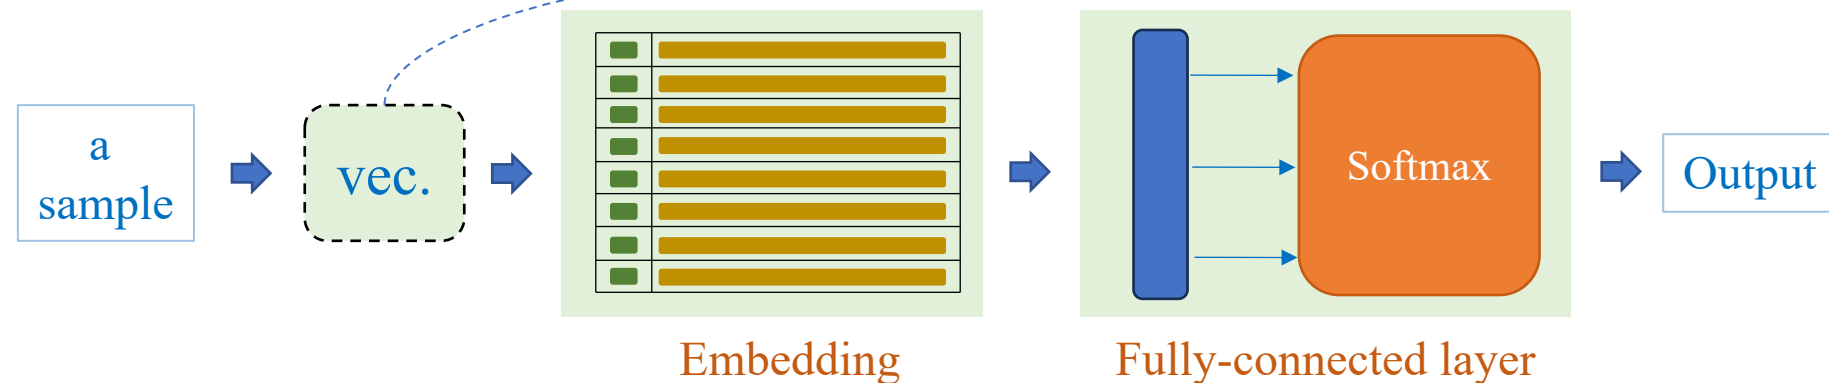 a
sample
vec.
Softmax
Output
Embedding
Fully-connected layer